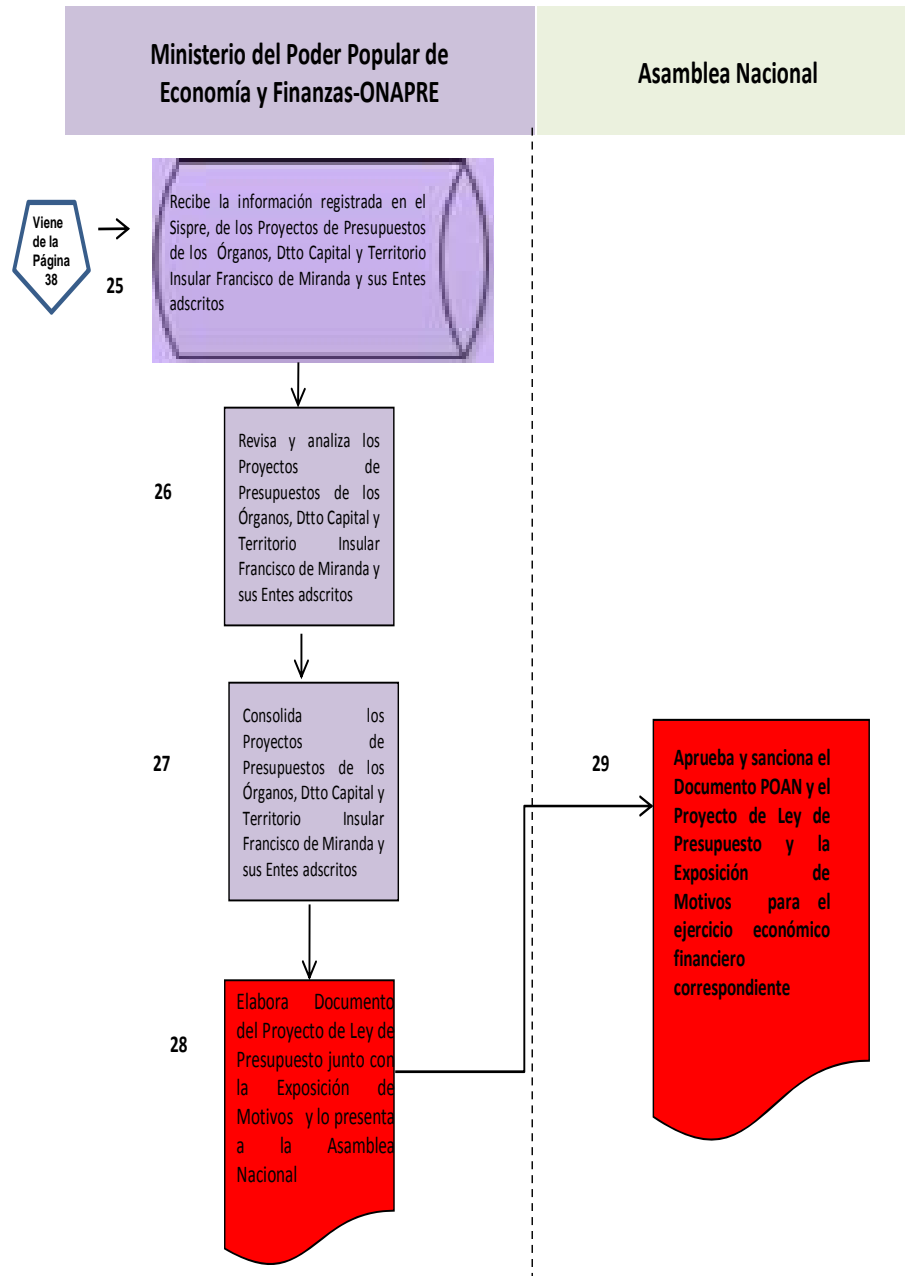 Ministerio del Poder Popular de
Economía y Finanzas-ONAPRE
Asamblea Nacional
Viene
de la
Página
38
25
Recibe la información registrada en el
Sispre, de los Proyectos de Presupuestos
de los Órganos, Dtto Capital y Territorio
Insular Francisco de Miranda y sus Entes
adscritos
26
Revisa y analiza los
Proyectos de
Presupuestos de los
Órganos, Dtto Capital y
Territorio Insular
Francisco de Miranda y
sus Entes adscritos
27
Consolida los
Proyectos de
Presupuestos de los
Órganos, Dtto Capital y
Territorio Insular
Francisco de Miranda y
sus Entes adscritos
28
Elabora Documento
del Proyecto de Ley de
Presupuesto junto con
la Exposición de
Motivos y lo presenta
a la Asamblea
Nacional
29
Aprueba y sanciona el
Documento POAN y el
Proyecto de Ley de
Presupuesto y la
Exposición de
Motivos para el
ejercicio económico
financiero
correspondiente